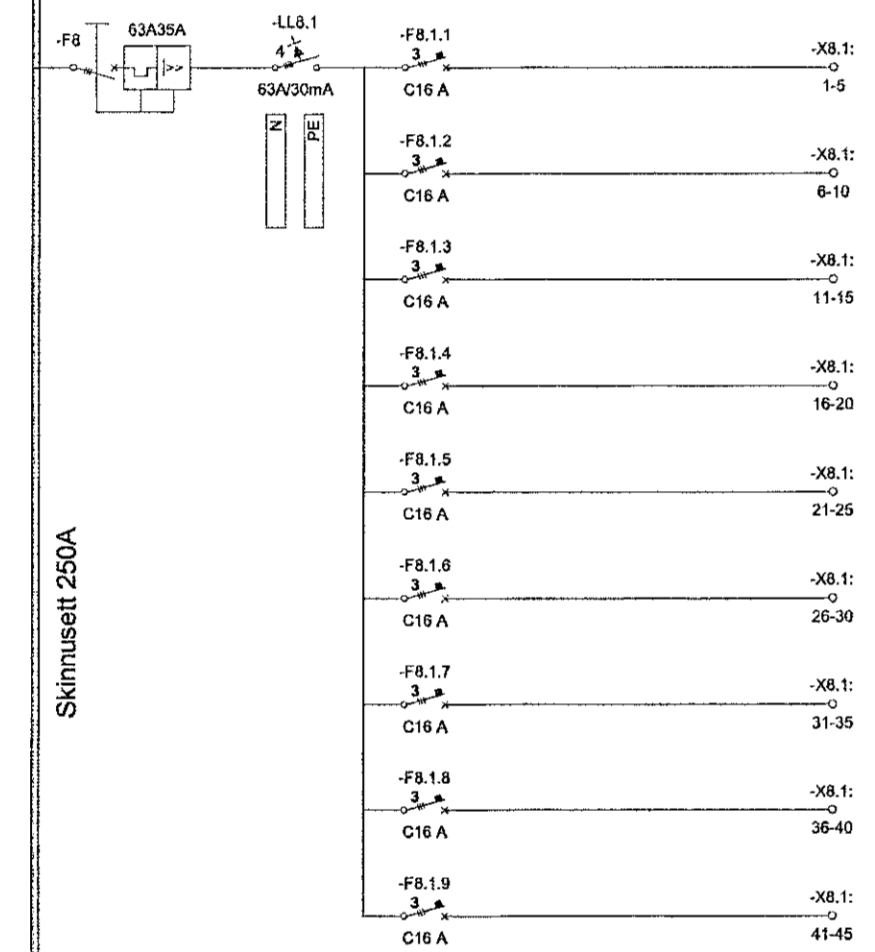 -F8
63A35A
-LL8.1
4
63A/30mA
N
PE
-F8.1.1
3
C16 A
-X8.1:
1-5
-F8.1.2
3
C16 A
-X8.1:
6-10
-F8.1.3
3
C16 A
-X8.1:
11-15
-F8.1.4
3
C16 A
-X8.1:
16-20
-F8.1.5
3
C16 A
-X8.1:
21-25
-F8.1.6
3
C16 A
-X8.1:
26-30
-F8.1.7
3
C16 A
-X8.1:
31-35
-F8.1.8
3
C16 A
-X8.1:
36-40
-F8.1.9
3
C16 A
-X8.1:
41-45
Skinnusett 250A